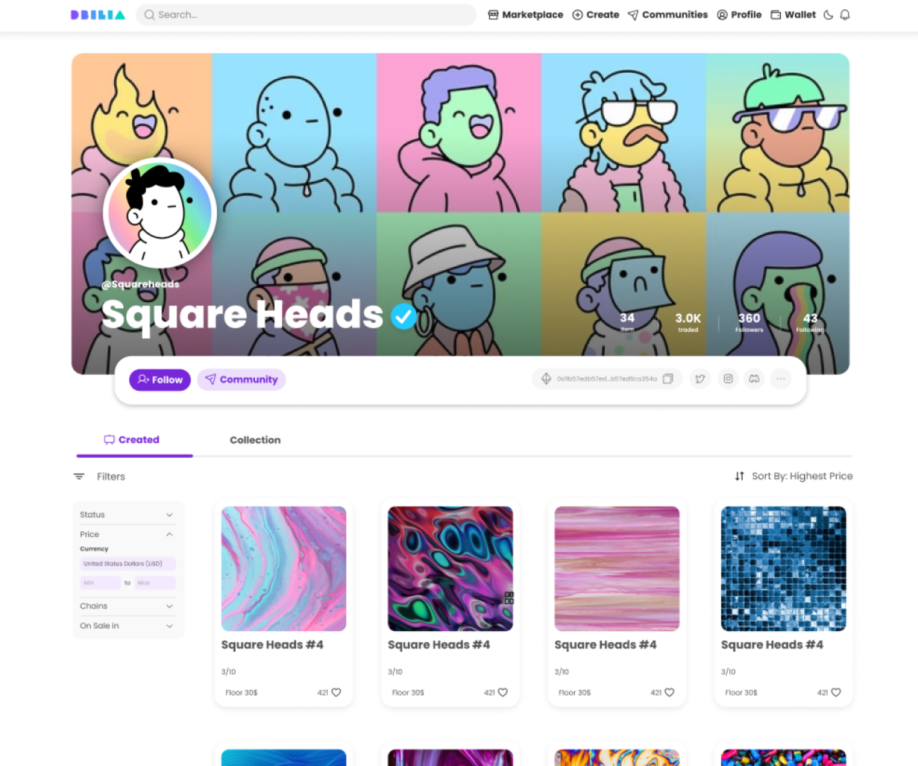 DBILIA
Search...
Marketplace
Create
Communities
Profile
Wallet
@Squareheads
Square Heads
34
3.0K
360
43
Item
traded
Followers
Following
Follow
Community
Created
Collection
Filters
Sort By: Highest Price
Status
Price
Currency
United Status Dollars (USD)
Min to Max
Chains
On Sale in
Square Heads #4
3/10
Floor 30$ 421
Square Heads #4
3/10
Floor 30$ 421
Square Heads #4
3/10
Floor 30$ 421
Square Heads #4
3/10
Floor 30$ 421